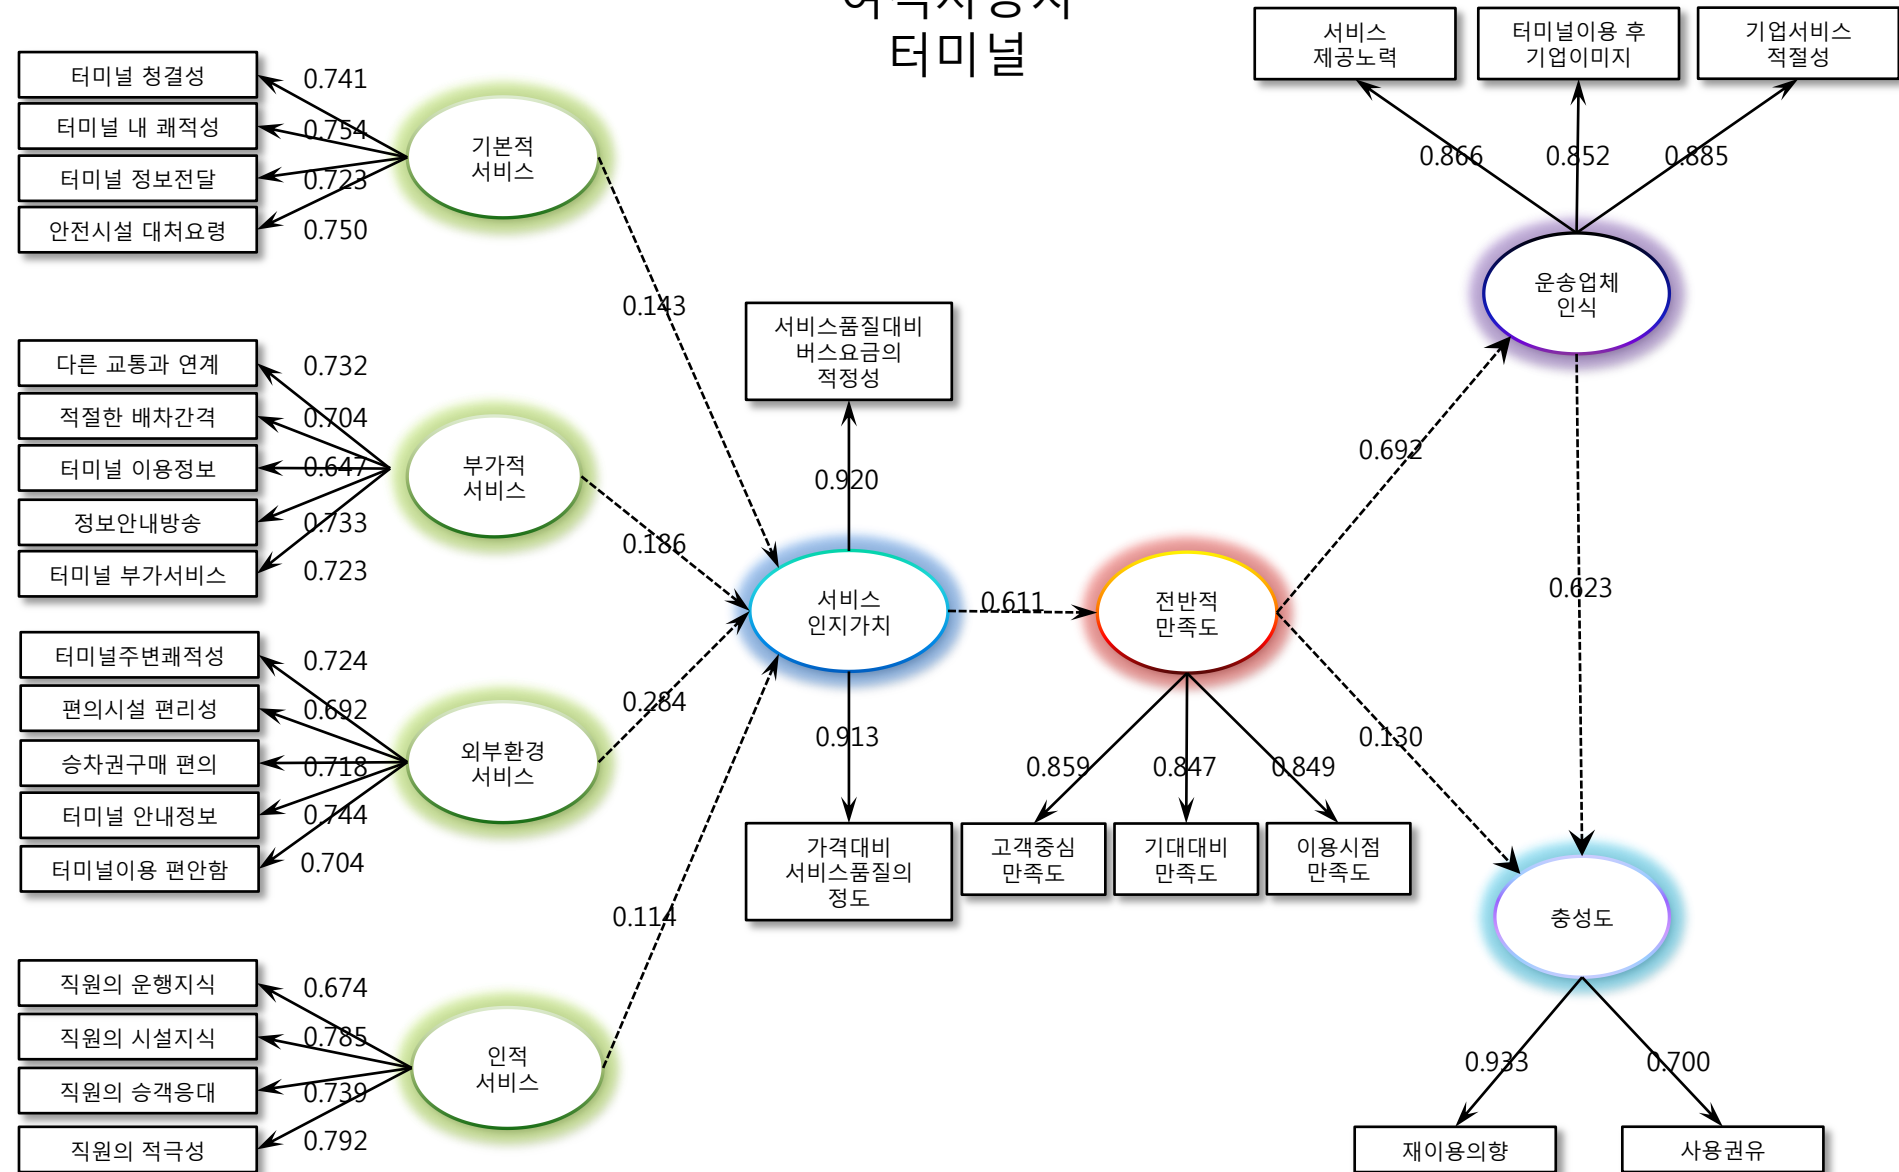 터미널
서비스
제공노력
터미널이용 후
기업이미지
기업서비스
적절성
0.866
0.852
0.885
운송업체
인식
터미널 청결성
0.741
터미널 내 쾌적성
0.754
터미널 정보전달
0.723
안전시설 대처요령
0.750
기본적
서비스
0.143
다른 교통과 연계
0.732
적절한 배차간격
0.704
터미널 이용정보
0.647
정보안내방송
0.733
터미널 부가서비스
0.723
부가적
서비스
0.186
서비스품질대비
버스요금의
적정성
0.920
서비스
인지가치
0.611
전반적
만족도
0.692
0.623
0.130
터미널주변쾌적성
0.724
편의시설 편리성
0.692
승차권구매 편의
0.718
터미널 안내정보
0.744
터미널이용 편안함
0.704
외부환경
서비스
0.284
0.913
가격대비
서비스품질의
정도
0.859
0.847
0.849
고객중심
만족도
기대대비
만족도
이용시점
만족도
충성도
0.114
직원의 운행지식
0.674
직원의 시설지식
0.785
직원의 승객응대
0.739
직원의 적극성
0.792
인적
서비스
0.933
0.700
재이용의향
사용권유